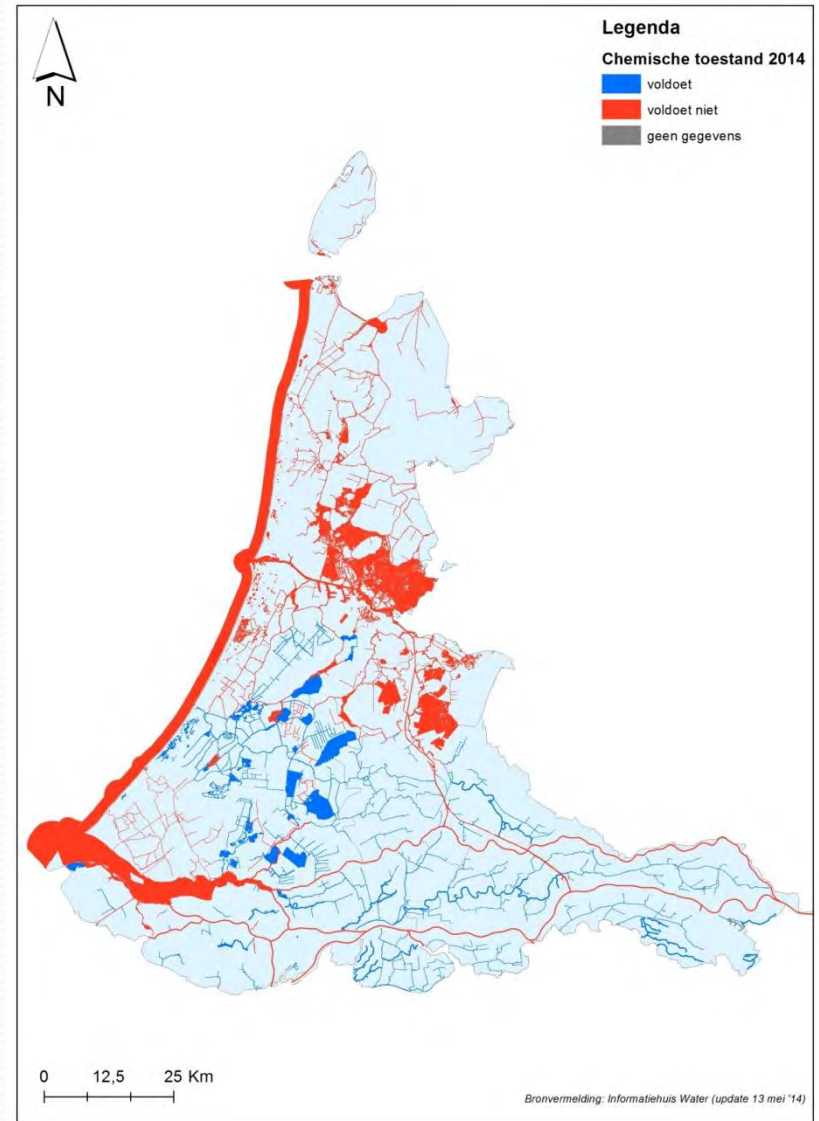 N
Legenda
Chemische toestand 2014
voldoet
voldoet niet
geen gegevens
0 12,5 25 Km
Bronvermelding: Informatiehuis Water (update 13 mei '14)